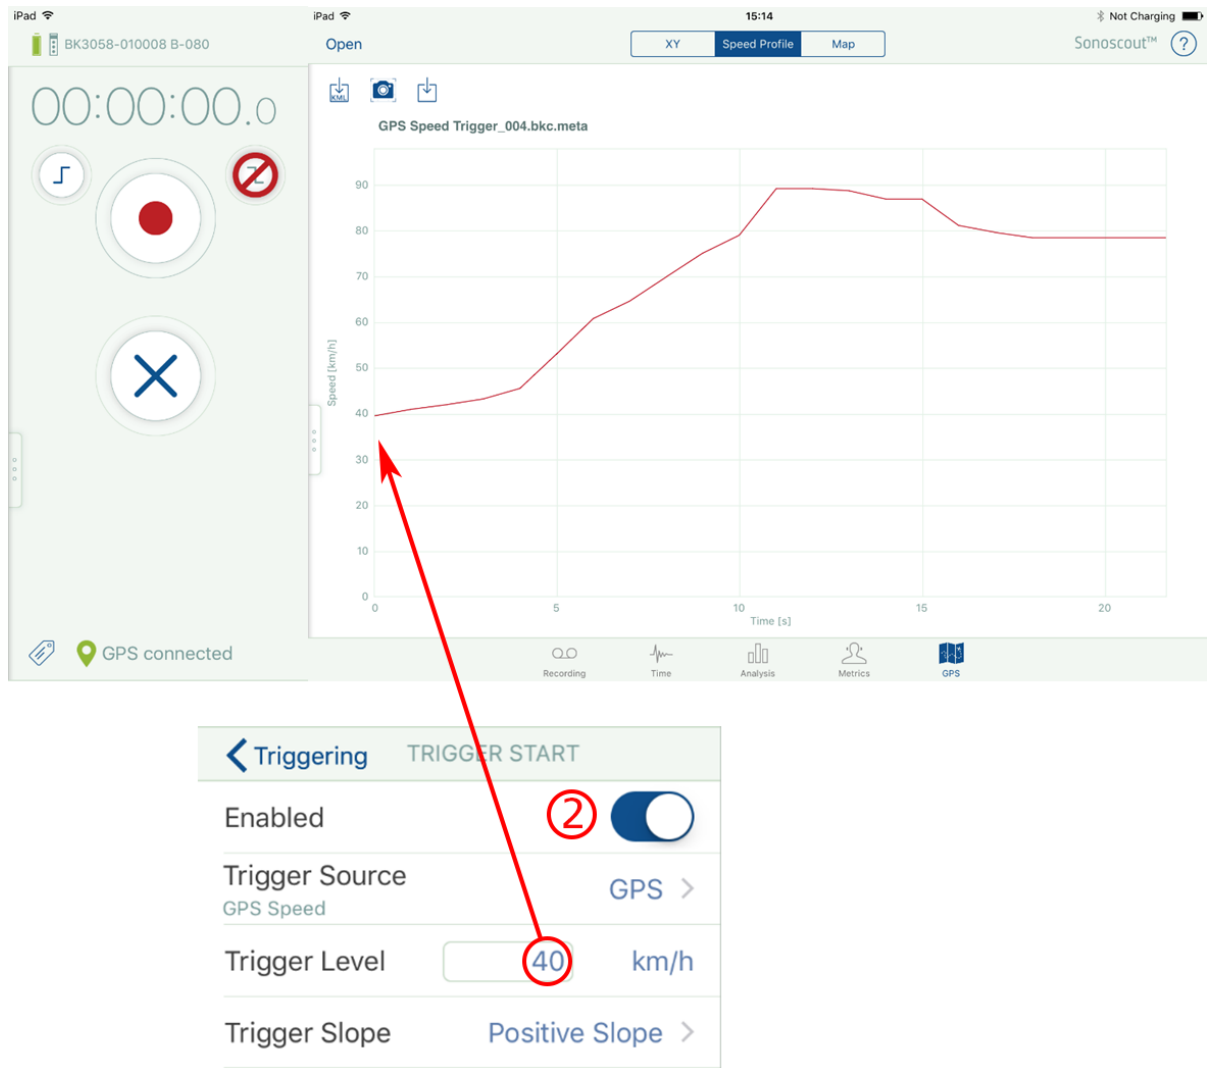 iPad
iPad
15:14
Not Charging
BK3058-010008 B-080
Open
XY
Speed Profile
Map
Sonoscout™
?
00:00:00.0
KML
GPS Speed Trigger_004.bkc.meta
90
80
70
60
50
40
30
20
10
0
Speed [km/h]
0
5
10
15
20
Time [s]
GPS connected
Recording
Time
Analysis
Metrics
GPS
Triggering
TRIGGER START
Enabled
2
Trigger Source
GPS
GPS Speed
Trigger Level
40
km/h
Trigger Slope
Positive Slope